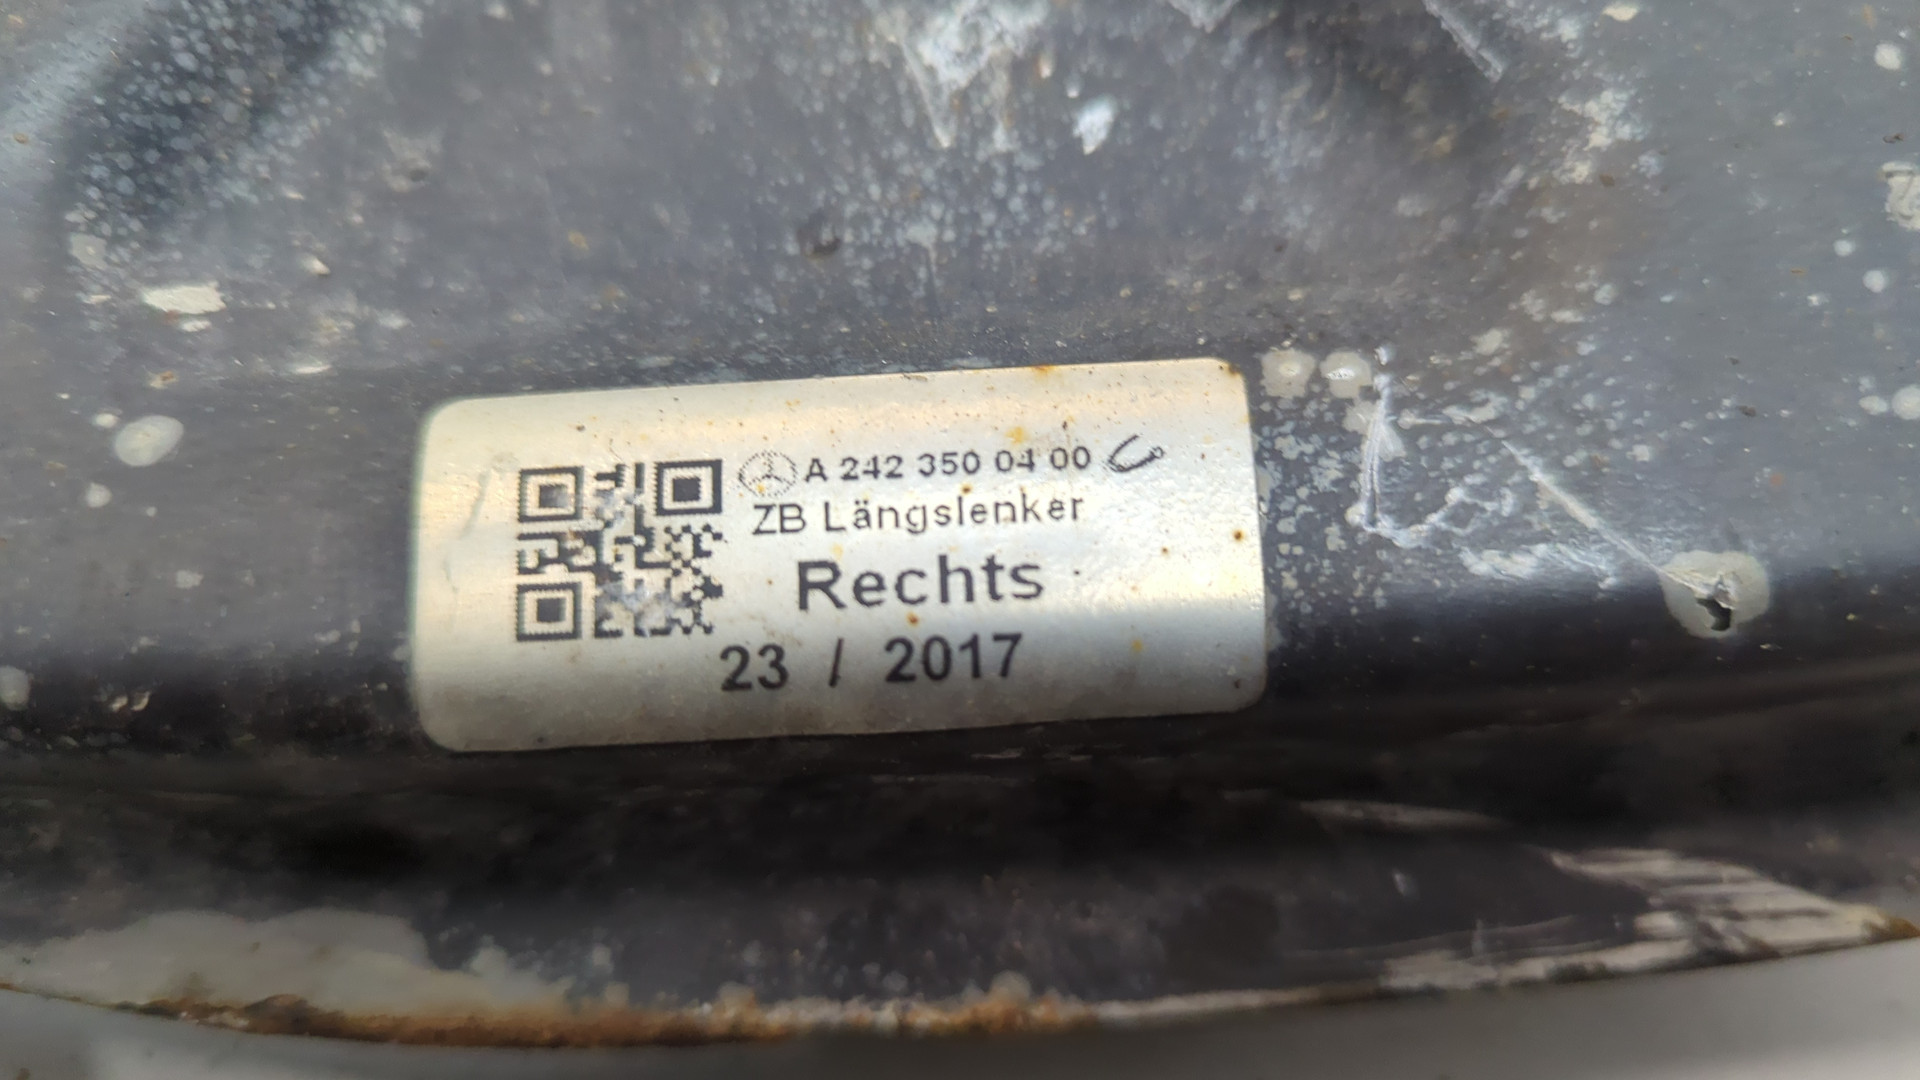 A 242 350 04 00
ZB Längslenker
Rechts
23 / 2017